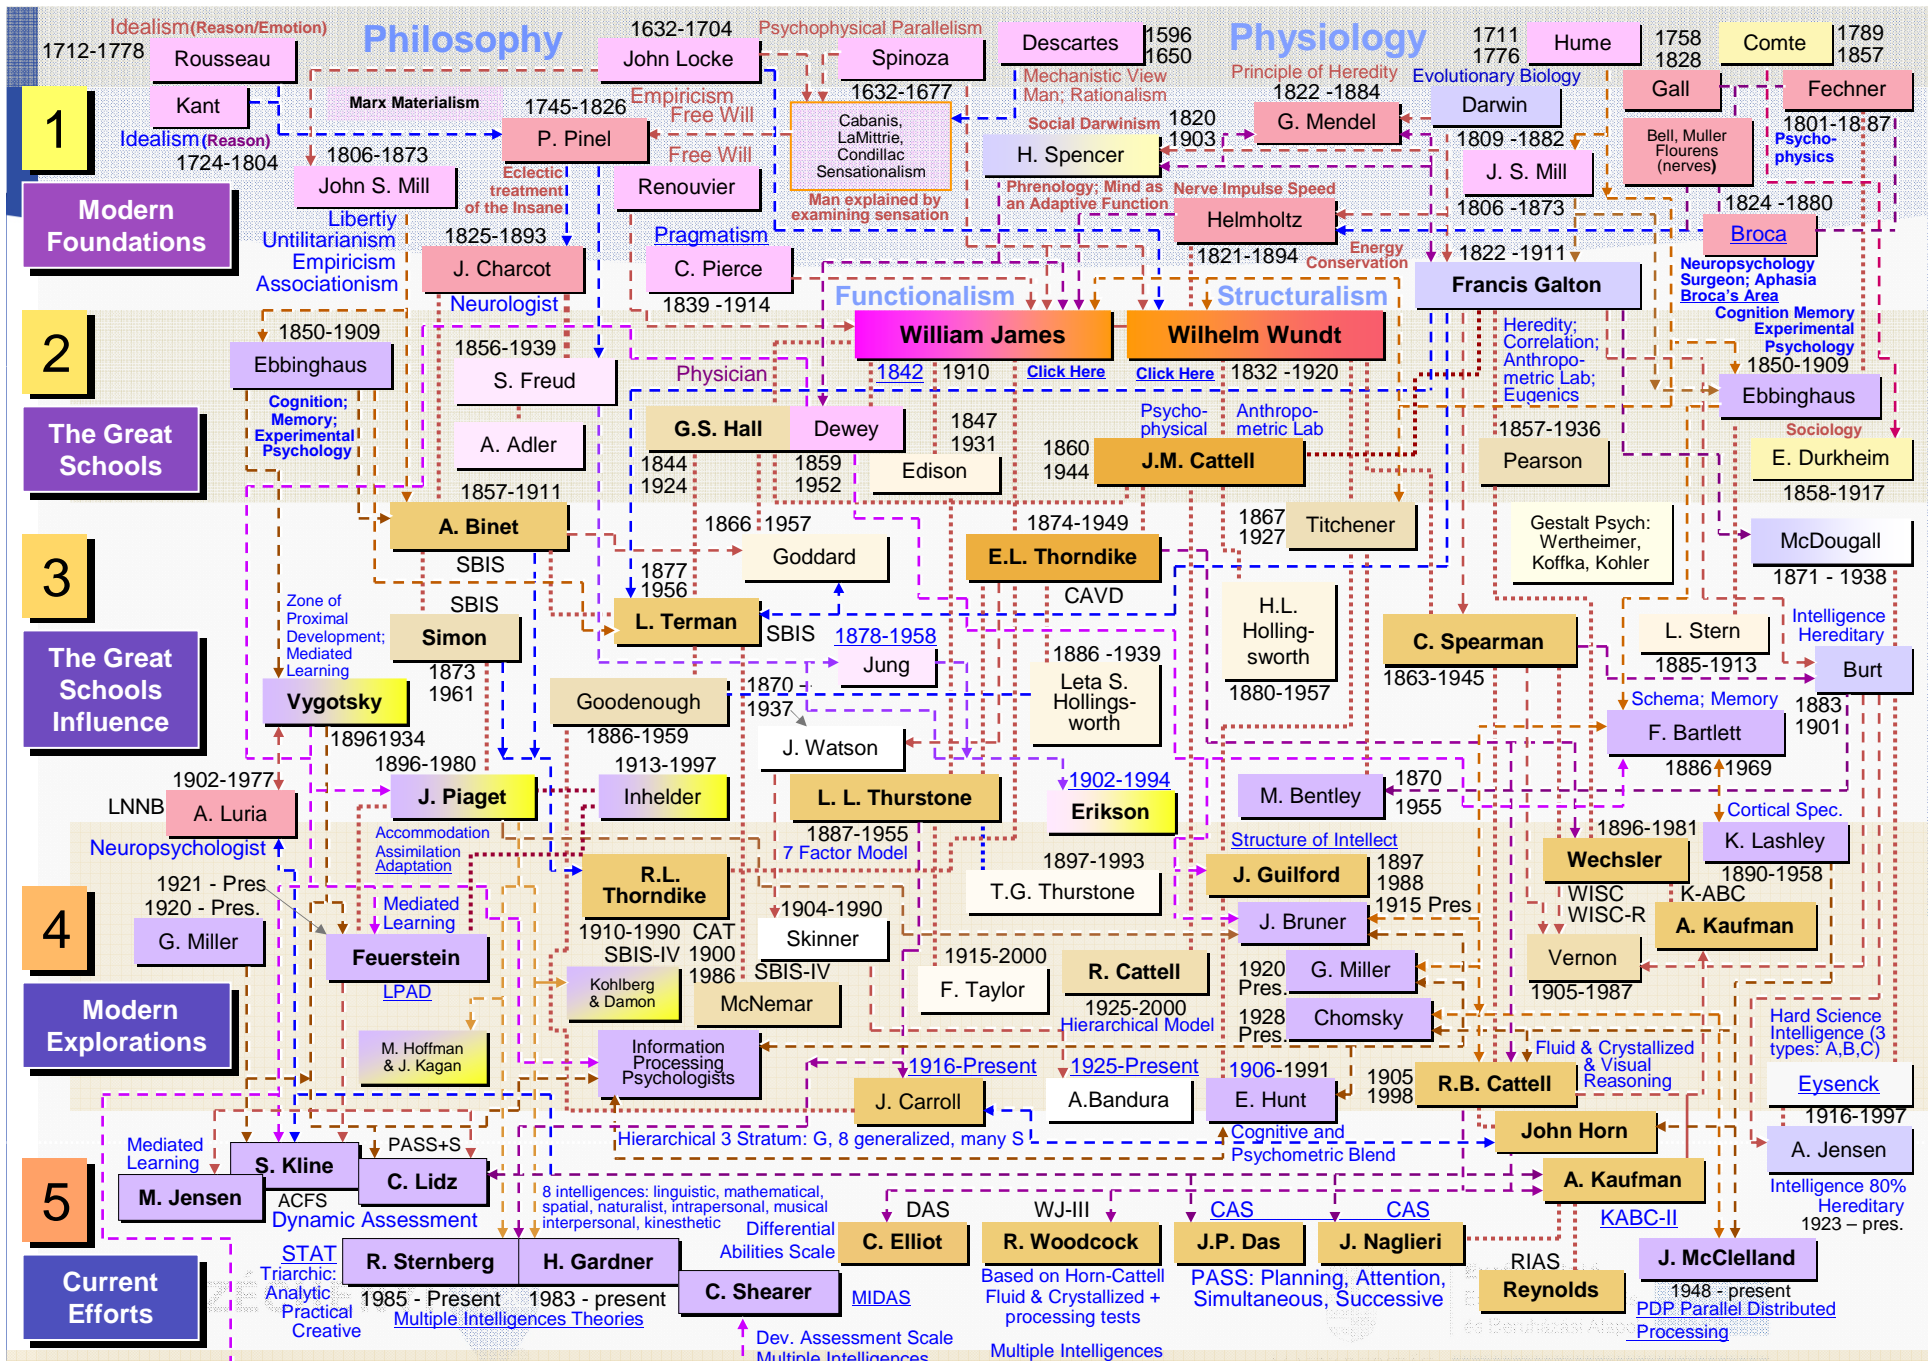 Idealism(Reason/Emotion)
1712-1778
Rousseau
Kant
Idealism(Reason)
1724-1804
Philosophy
Marx Materialism
1632-1704
John Locke
Empiricism
Free Will
Psychophysical Parallelism
Spinoza
1632-1677
Descartes
1596
1650
Mechanistic View
Man; Rationalism
Physiology
Principle of Heredity
1822 -1884
G. Mendel
1711
1776
Hume
Evolutionary Biology
Darwin
1809 -1882
1758
1828
Gall
Comte
1789
1857
Fechner
1801-1887
Psycho-
physics
Bell, Muller
Flourens
(nerves)
1
Modern
Foundations
1745-1826
P. Pinel
Eclectic
treatment
of the Insane
Free Will
Renouvier
Cabanis,
LaMittrie,
Condillac
Sensationalism
Man explained by
examining sensation
Social Darwinism
1820
1903
H. Spencer
Phrenology; Mind as
an Adaptive Function
Nerve Impulse Speed
Helmholtz
1821-1894
Energy
Conservation
J. S. Mill
1806 -1873
1824 -1880
Broca
Neuropsychology
Surgeon; Aphasia
Broca's Area
Cognition Memory
Experimental
Psychology
1806-1873
John S. Mill
Libertiy
Untilitarianism
Empiricism
Associationism
1825-1893
J. Charcot
Neurologist
Pragmatism
C. Pierce
1839 -1914
1822 -1911
Francis Galton
Heredity;
Correlation;
Anthropo-
metric Lab;
Eugenics
2
The Great
Schools
Functionalism
William James
1842
1910
Click Here
Structuralism
Wilhelm Wundt
Click Here
1832 -1920
1850-1909
Ebbinghaus
Cognition;
Memory;
Experimental
Psychology
1856-1939
S. Freud
A. Adler
Physician
G.S. Hall
Dewey
1844
1924
1859
1952
1847
1931
Edison
Psycho-
physical
Anthropo-
metric Lab
1860
1944
J.M. Cattell
1857-1936
Pearson
1850-1909
Ebbinghaus
Sociology
E. Durkheim
1858-1917
3
The Great
Schools
Influence
1857-1911
A. Binet
SBIS
1866
1957
Goddard
1874-1949
E.L. Thorndike
CAVD
1867
1927
Titchener
Gestalt Psych:
Wertheimer,
Koffka, Kohler
McDougall
1871 - 1938
Zone of
Proximal
Development;
Mediated
Learning
Vygotsky
18961934
SBIS
Simon
1873
1961
1877
1956
L. Terman
SBIS
1878-1958
Jung
1870 -
1937
J. Watson
Goodenough
1886-1959
1886 -1939
Leta S.
Hollings-
worth
H.L.
Holling-
sworth
1880-1957
C. Spearman
1863-1945
L. Stern
1885-1913
Intelligence
Hereditary
Burt
1883
1901
Schema; Memory
F. Bartlett
1886
1969
1902-1977
LNNB
A. Luria
Neuropsychologist
1896-1980
J. Piaget
Accommodation
Assimilation
Adaptation
1913-1997
Inhelder
L. L. Thurstone
1887-1955
7 Factor Model
1902-1994
Erikson
1897-1993
T.G. Thurstone
M. Bentley
1870
1955
Cortical Spec.
K. Lashley
1890-1958
1896-1981
Wechsler
WISC
WISC-R
K-ABC
A. Kaufman
4
Modern
Explorations
1921 - Pres
1920 - Pres.
G. Miller
Mediated
Learning
Feuerstein
LPAD
R.L.
Thorndike
1910-1990
SBIS-IV
CAT
1900
1986
SBIS-IV
McNemar
Kohlberg
& Damon
1904-1990
Skinner
1915-2000
F. Taylor
R. Cattell
1925-2000
Hierarchical Model
Structure of Intellect
J. Guilford
1897
1988
1915 Pres
J. Bruner
1920
Pres.
G. Miller
1928
Pres.
Chomsky
Vernon
1905-1987
M. Hoffman
& J. Kagan
Information
Processing
Psychologists
1916-Present
J. Carroll
1925-Present
A.Bandura
1906-1991
E. Hunt
Cognitive and
Psychometric Blend
1905
1998
R.B. Cattell
Fluid & Crystallized
& Visual
Reasoning
Hard Science
Intelligence (3
types: A,B,C)
Eysenck
1916-1997
A. Jensen
Intelligence 80%
Hereditary
1923 – pres.
Hierarchical 3 Stratum: G, 8 generalized, many S
John Horn
5
Current
Efforts
Mediated
Learning
S. Kline
M. Jensen
ACFS
PASS+S
C. Lidz
Dynamic Assessment
8 intelligences: linguistic, mathematical,
spatial, naturalist, intrapersonal, musical
interpersonal, kinesthetic
Differential
Abilities Scale
DAS
C. Elliot
WJ-III
R. Woodcock
Based on Horn-Cattell
Fluid & Crystallized +
processing tests
CAS
J.P. Das
CAS
J. Naglieri
PASS: Planning, Attention,
Simultaneous, Successive
A. Kaufman
KABC-II
RIAS
Reynolds
J. McClelland
1948 - present
PDP Parallel Distributed
Processing
STAT
Triarchic:
Analytic
Practical
Creative
R. Sternberg
1985 - Present
H. Gardner
1983 - present
Multiple Intelligences Theories
C. Shearer
MIDAS
Dev. Assessment Scale
Multiple Intelligences
Multiple Intelligences